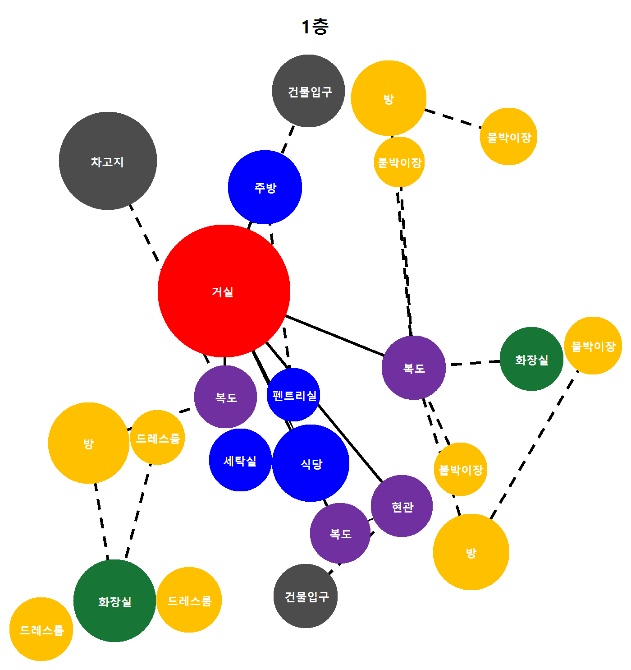 1층
건물입구
방
붙박이장
차고지
붙박이장
주방
거실
복도
화장실
붙박이장
복도
펜트리실
방
드레스룸
세탁실
식당
붙박이장
현관
복도
방
화장실
드레스룸
건물입구
드레스룸